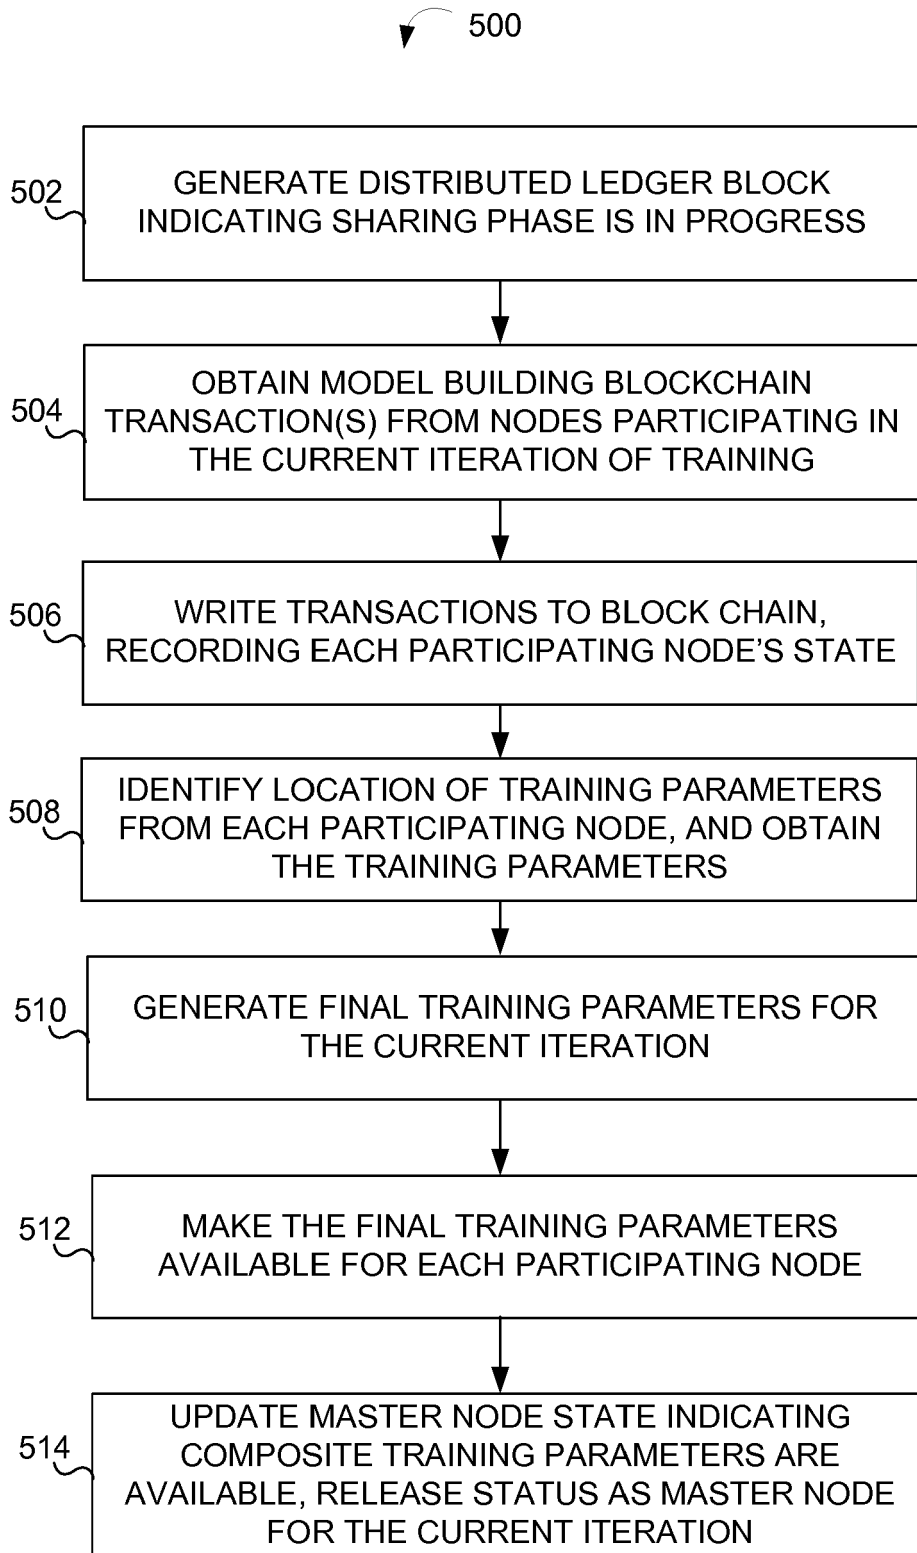 500
502
GENERATE DISTRIBUTED LEDGER BLOCK
INDICATING SHARING PHASE IS IN PROGRESS
504
OBTAIN MODEL BUILDING BLOCKCHAIN
TRANSACTION(S) FROM NODES PARTICIPATING IN
THE CURRENT ITERATION OF TRAINING
506
WRITE TRANSACTIONS TO BLOCK CHAIN,
RECORDING EACH PARTICIPATING NODE'S STATE
508
IDENTIFY LOCATION OF TRAINING PARAMETERS
FROM EACH PARTICIPATING NODE, AND OBTAIN
THE TRAINING PARAMETERS
510
GENERATE FINAL TRAINING PARAMETERS FOR
THE CURRENT ITERATION
512
MAKE THE FINAL TRAINING PARAMETERS
AVAILABLE FOR EACH PARTICIPATING NODE
514
UPDATE MASTER NODE STATE INDICATING
COMPOSITE TRAINING PARAMETERS ARE
AVAILABLE, RELEASE STATUS AS MASTER NODE
FOR THE CURRENT ITERATION